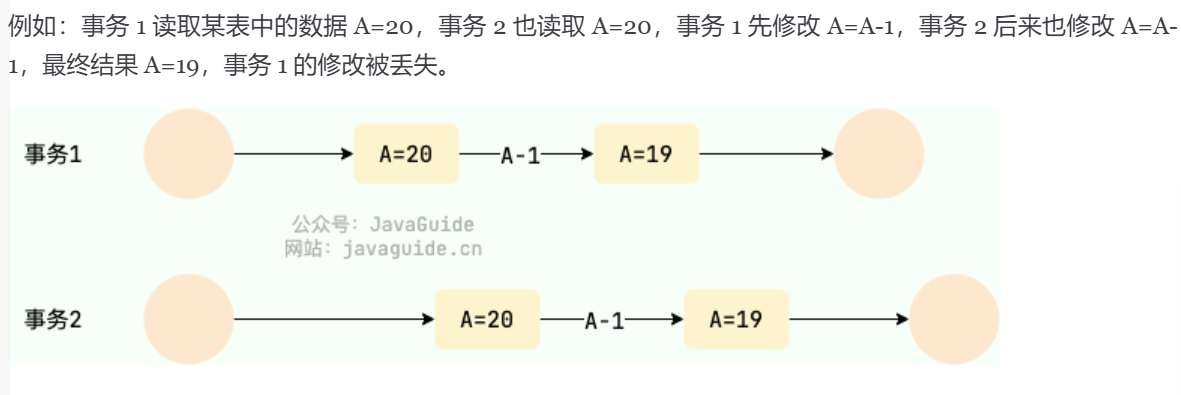 例如：事务 1 读取某表中的数据 A=20，事务 2 也读取 A=20，事务 1 先修改 A=A-1，事务 2 后来也修改 A=A-
1，最终结果 A=19，事务 1 的修改被丢失。
事务1 A=20 A-1 A=19
公众号：JavaGuide
网站：javaguide.cn
事务2 A=20 A-1 A=19